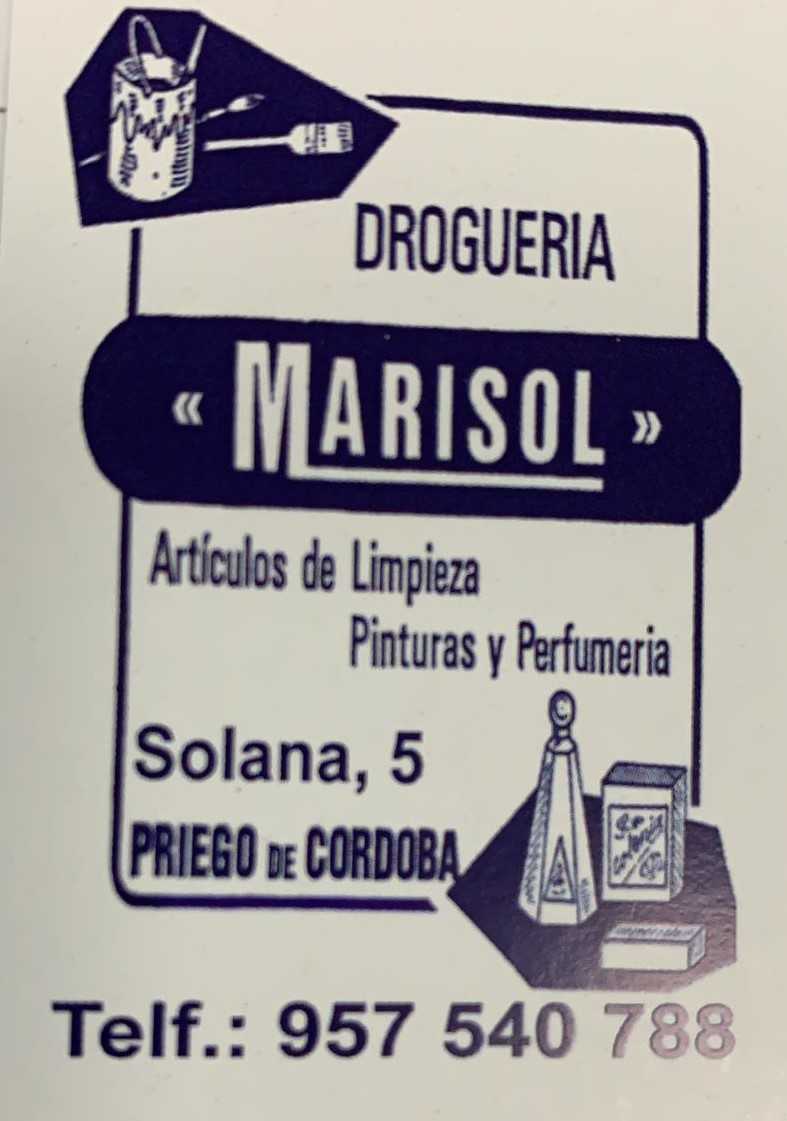 DROGUERIA
« MARISOL »
Artículos de Limpieza
Pinturas y Perfumeria
Solana, 5
PRIEGO DE CORDOBA
Telf.: 957 540 788